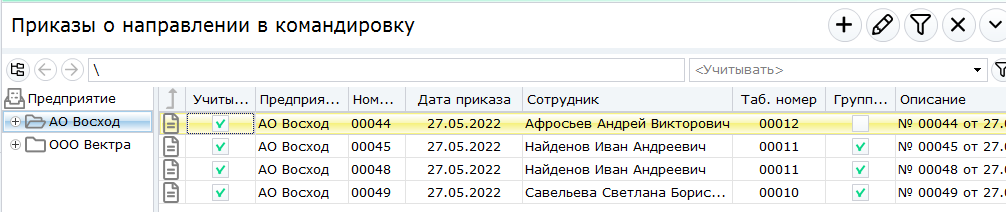 Приказы о направлении в командировку
\ <Учитывать>
Предприятие Учиты... Предприя... Ном... Дата приказа Сотрудник Таб. номер Групп... Описание
АО Восход АО Восход 00044 27.05.2022 Афросьев Андрей Викторович 00012 № 00044 от 27.0
ООО Вектра АО Восход 00045 27.05.2022 Найденов Иван Андреевич 00011 № 00045 от 27.0
АО Восход 00048 27.05.2022 Найденов Иван Андреевич 00011 № 00048 от 27.0
АО Восход 00049 27.05.2022 Савельева Светлана Борис... 00010 № 00049 от 27.0